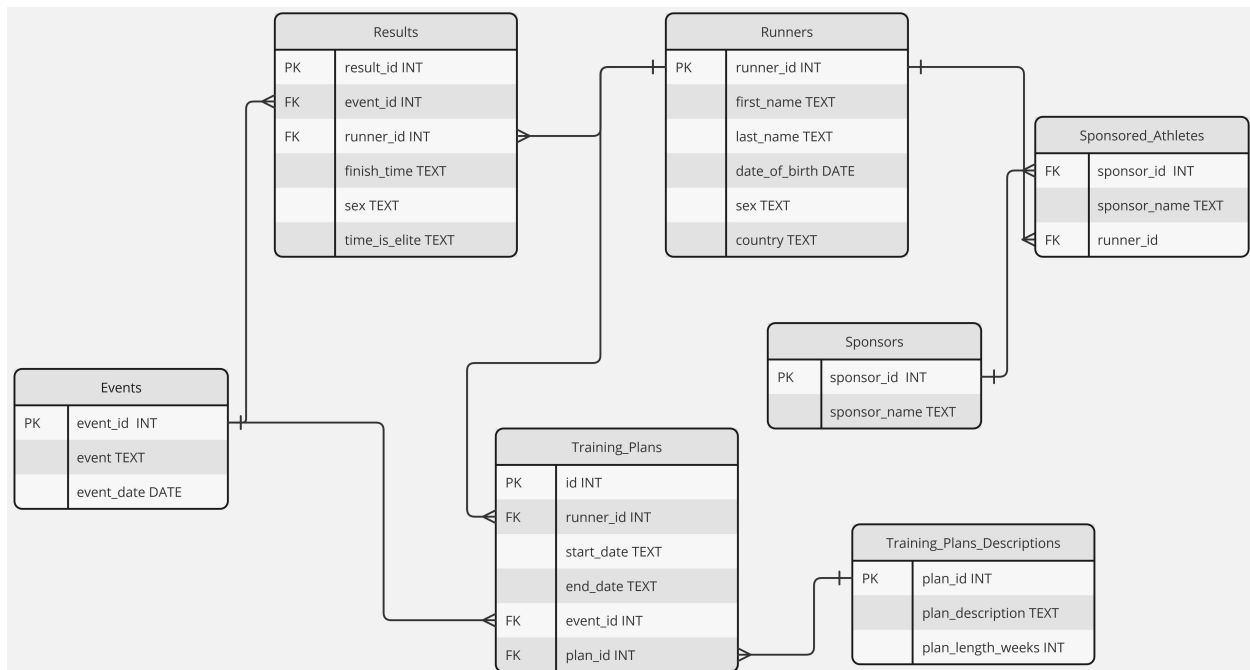 Results
PK result_id INT
FK event_id INT
FK runner_id INT
finish_time TEXT
sex TEXT
time_is_elite TEXT
Runners
PK runner_id INT
first_name TEXT
last_name TEXT
date_of_birth DATE
sex TEXT
country TEXT
Sponsored_Athletes
FK sponsor_id INT
sponsor_name TEXT
FK runner_id
Sponsors
PK sponsor_id INT
sponsor_name TEXT
Events
PK event_id INT
event TEXT
event_date DATE
Training_Plans
PK id INT
FK runner_id INT
start_date TEXT
end_date TEXT
FK event_id INT
FK plan_id INT
Training_Plans_Descriptions
PK plan_id INT
plan_description TEXT
plan_length_weeks INT